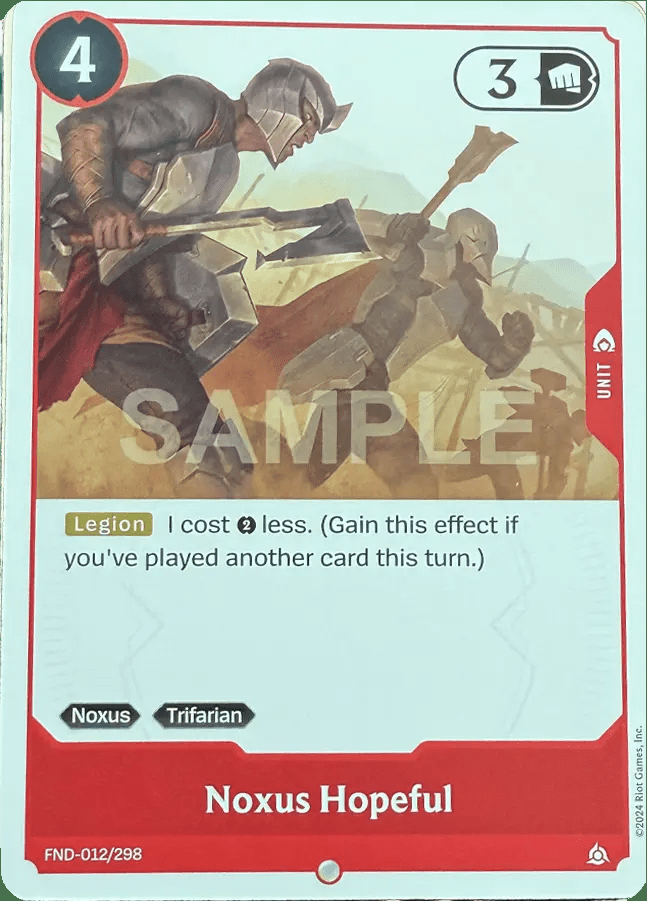 4
3
UNIT
SAMPLE
Legion I cost 2 less. (Gain this effect if
you've played another card this turn.)
Noxus Trifarian
Noxus Hopeful
FND-012/298
©2024 Riot Games, Inc.